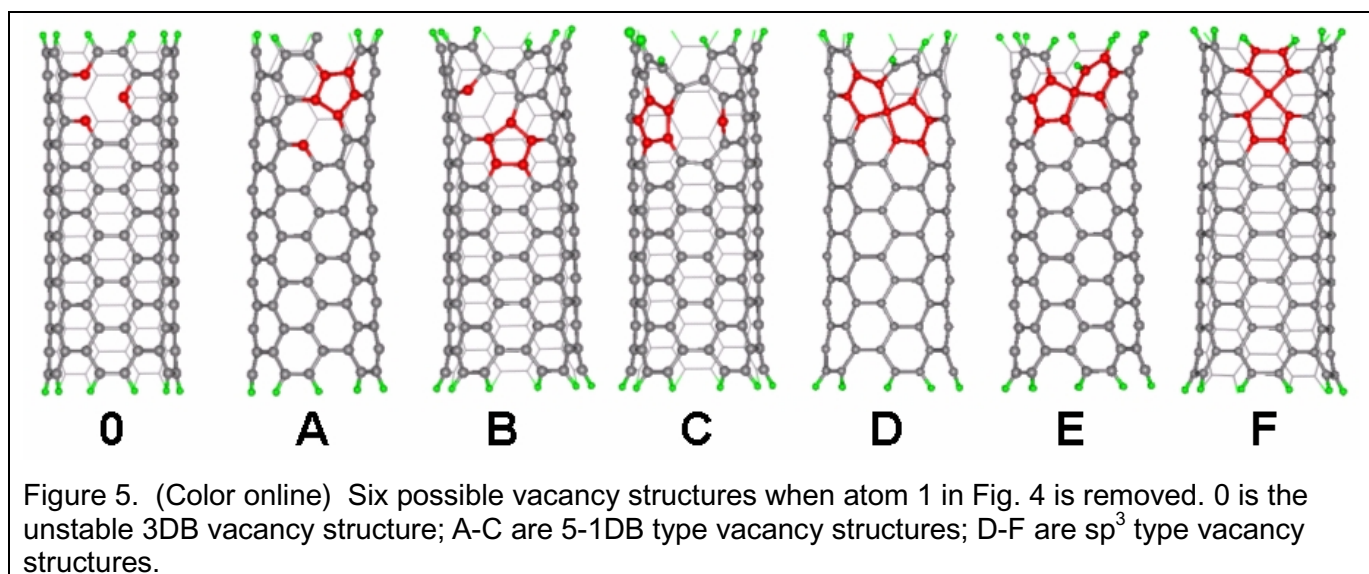 0 A B C D E F
Figure 5. (Color online) Six possible vacancy structures when atom 1 in Fig. 4 is removed. 0 is the
unstable 3DB vacancy structure; A-C are 5-1DB type vacancy structures; D-F are sp³ type vacancy
structures.